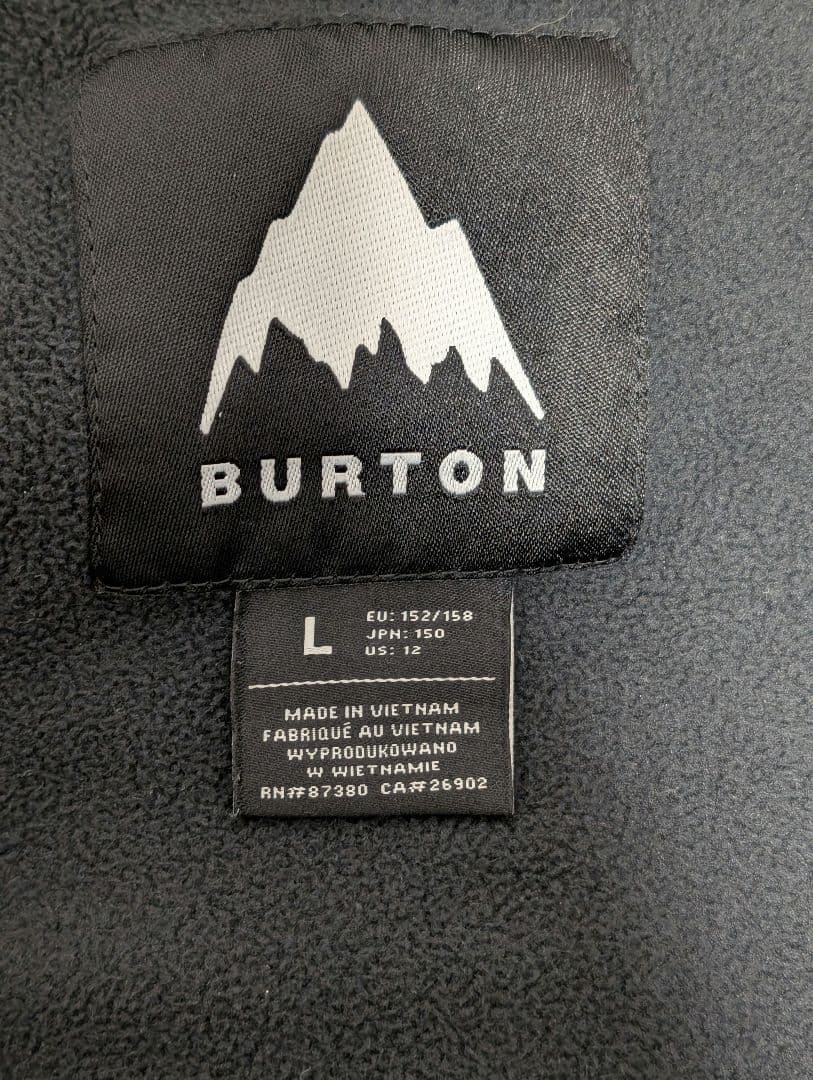 BURTON
L
EU: 152/158
JPN: 150
US: 12
MADE IN VIETNAM
FABRIQUÉ AU VIETNAM
WYPRODUKOWANO
W WIETNAMIE
RN#87380 CA#26902